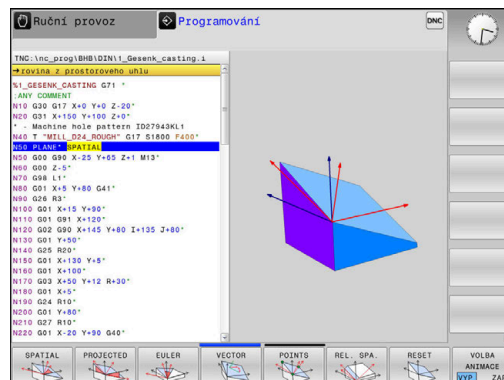 Ruční provoz
Programování
DNC
TNC:\nc_prog\BHB\DIN\1_Gesenk_casting.i
→rovina z prostoroveho uhlu
%1_GESENK_CASTING G71 *
;ANY COMMENT
N10 G30 G17 X+0 Y+0 Z-20*
N20 G31 X+150 Y+100 Z+0*
* - Machine hole pattern ID27943KL1
N40 T "MILL_D24_ROUGH" G17 S1800 F400*
N50 PLANE* SPATIAL
N50 G00 G90 X-25 Y+65 Z+1 M13*
N60 G00 Z-5*
N70 G98 L1*
N80 G01 X+5 Y+80 G41*
N90 G26 R3*
N100 G01 X+15 Y+90*
N110 G01 G91 X+120*
N120 G02 G90 X+145 Y+80 I+135 J+80*
N130 G01 Y+50*
N140 G25 R20*
N150 G01 X+130 Y+5*
N160 G01 X+100*
N170 G03 X+50 Y+12 R+30*
N180 G01 X+5*
N190 G24 R10*
N200 G01 Y+80*
N210 G27 R10*
N220 G01 X-20 Y+90 G40*
SPATIAL
PROJECTED
EULER
VECTOR
POINTS
REL. SPA.
RESET
VOLBA
ANIMACE
VYP ZAP